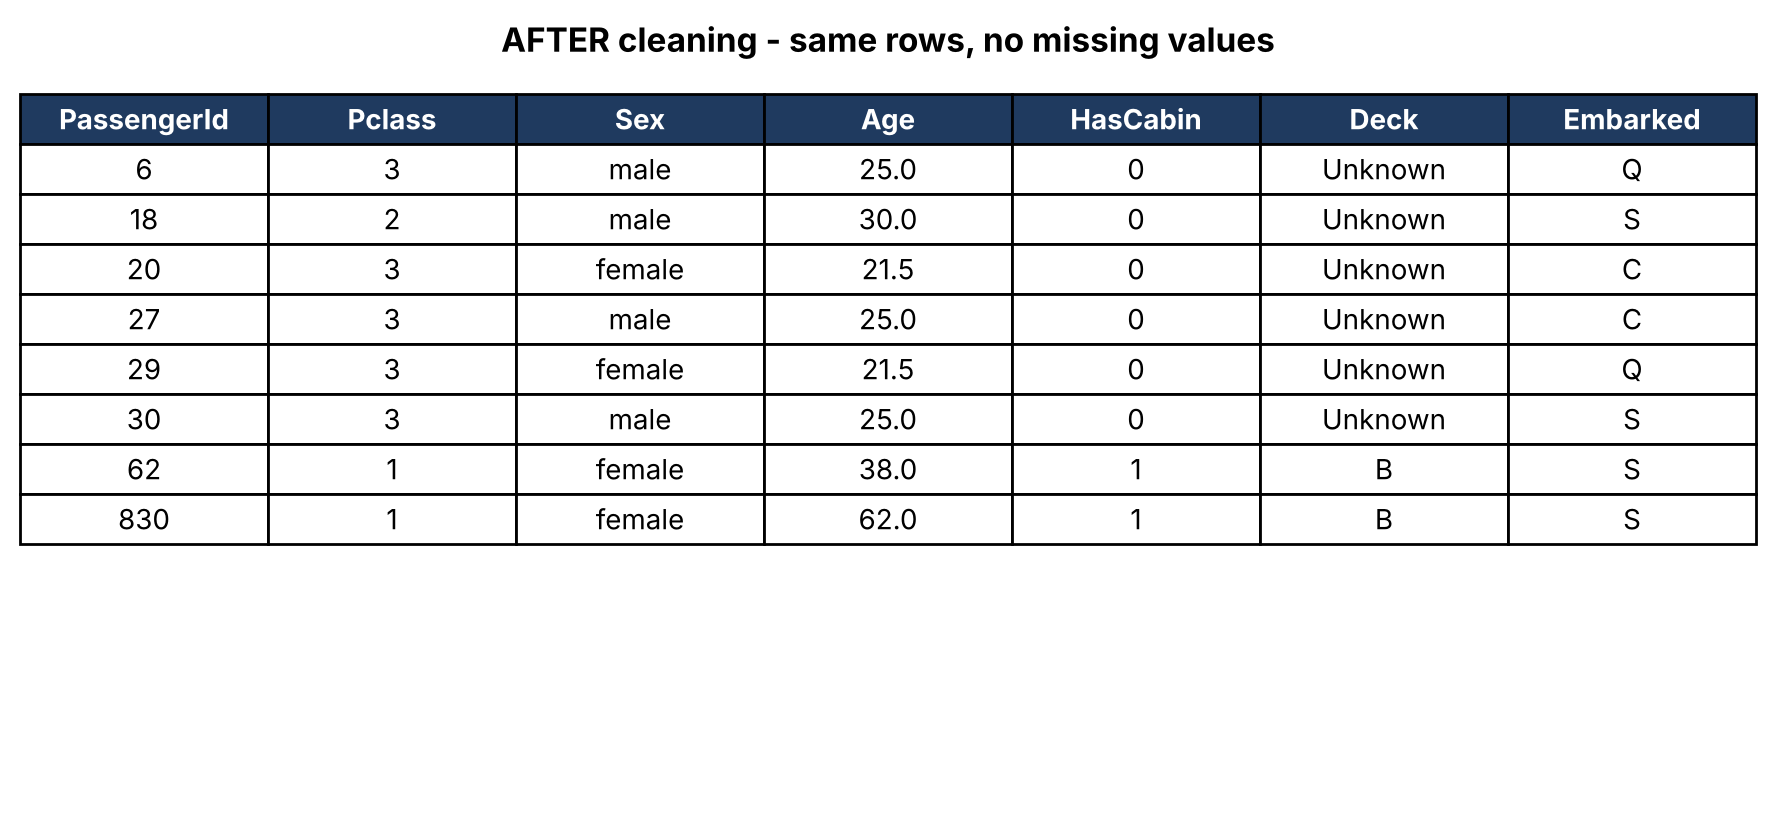 AFTER cleaning - same rows, no missing values
PassengerId Pclass Sex Age HasCabin Deck Embarked
6 3 male 25.0 0 Unknown Q
18 2 male 30.0 0 Unknown S
20 3 female 21.5 0 Unknown C
27 3 male 25.0 0 Unknown C
29 3 female 21.5 0 Unknown Q
30 3 male 25.0 0 Unknown S
62 1 female 38.0 1 B S
830 1 female 62.0 1 B S